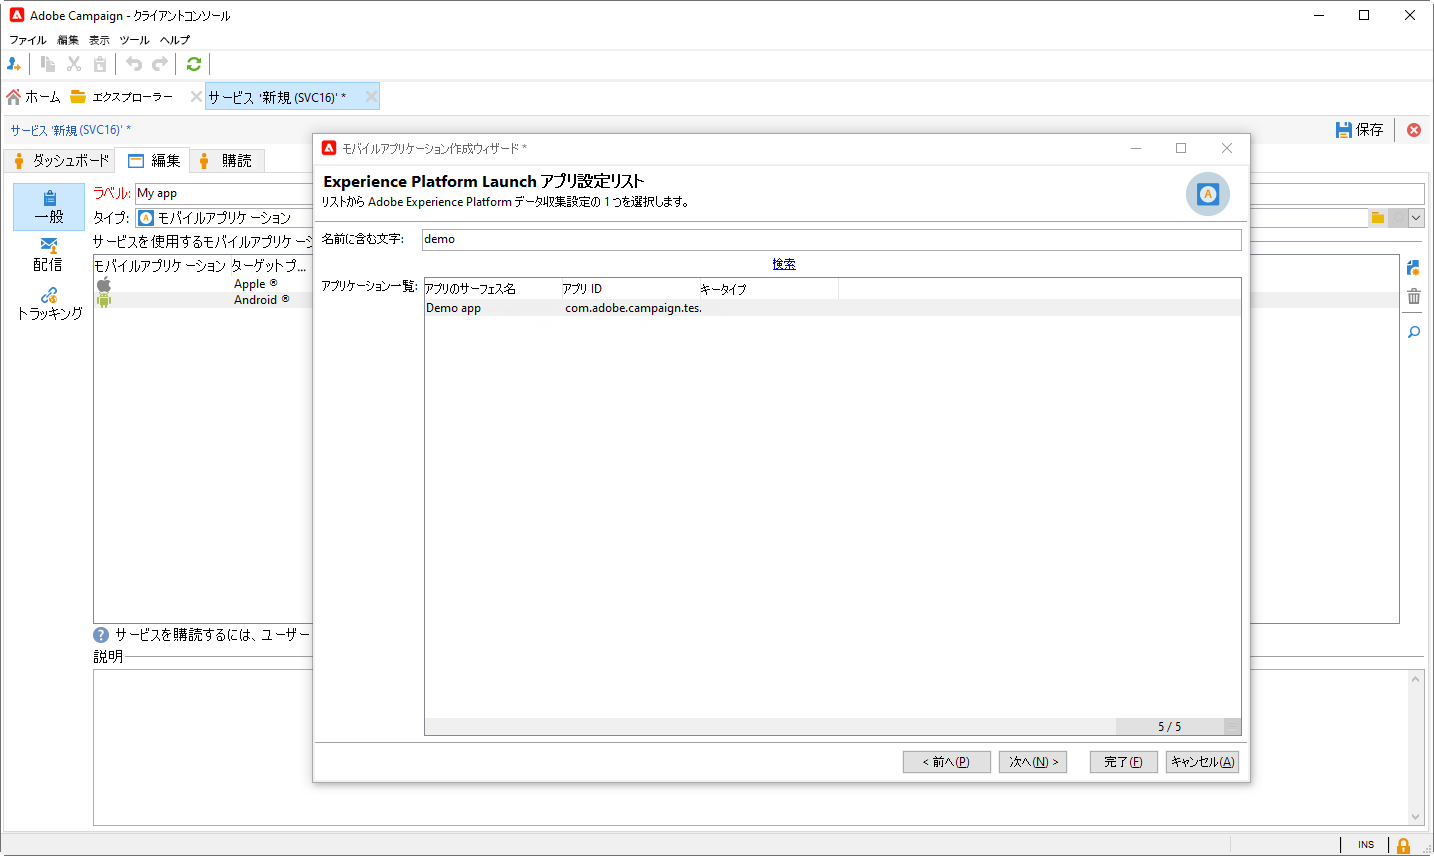 Adobe Campaign - クライアントコンソール
ファイル 編集 表示 ツール ヘルプ
ホーム エクスプローラー サービス '新規 (SVC16)' *
サービス '新規 (SVC16)' * 保存
ダッシュボード 編集 購読
一般
配信
トラッキング
ラベル: My app
タイプ: モバイルアプリケーション
サービスを使用するモバイルアプリケーシ
モバイルアプリケーション ターゲットプ...
Apple ®
Android ®
? サービスを購読するには、ユーザー
説明
モバイルアプリケーション作成ウィザード *
Experience Platform Launch アプリ設定リスト
リストから Adobe Experience Platform データ収集設定の 1 つを選択します。
名前に含む文字: demo
検索
アプリケーション一覧: アプリのサーフェス名 アプリ ID キータイプ
Demo app com.adobe.campaign.tes.
5 / 5
< 前へ(P) 次へ(N) > 完了(F) キャンセル(A)
INS